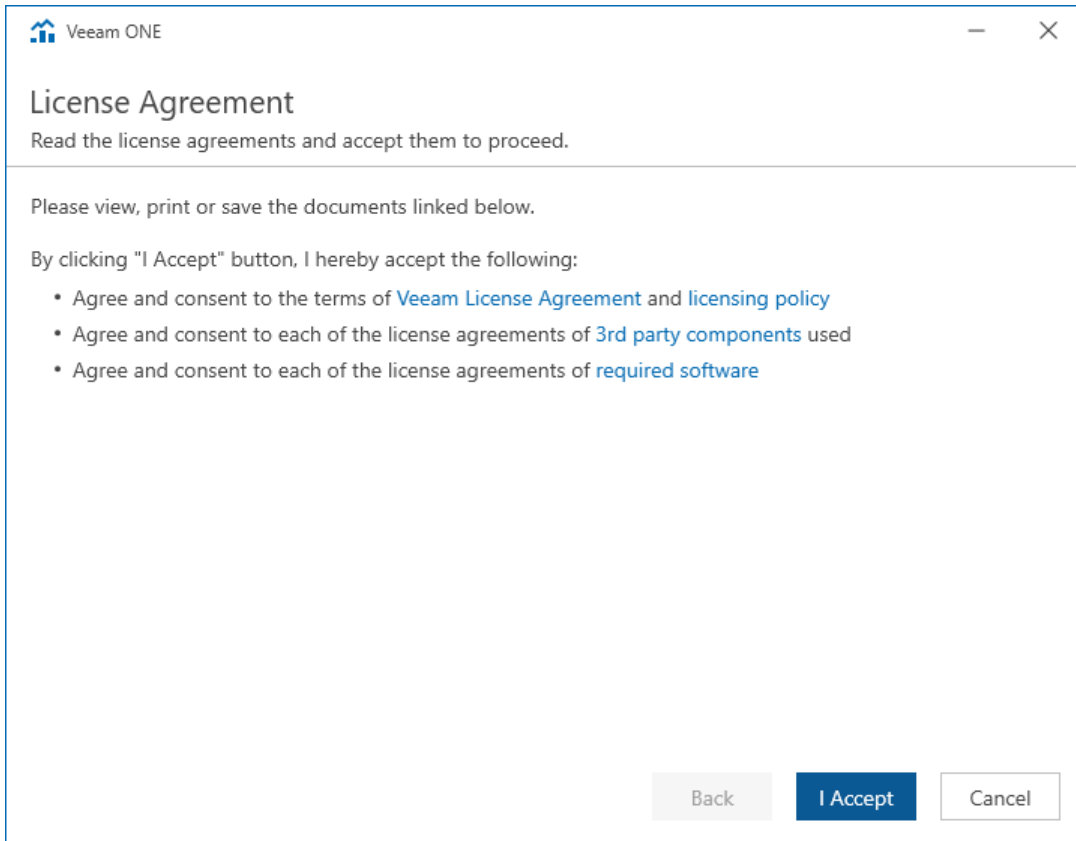 Veeam ONE
License Agreement
Read the license agreements and accept them to proceed.
Please view, print or save the documents linked below.
By clicking "I Accept" button, I hereby accept the following:
• Agree and consent to the terms of Veeam License Agreement and licensing policy
• Agree and consent to each of the license agreements of 3rd party components used
• Agree and consent to each of the license agreements of required software
Back I Accept Cancel